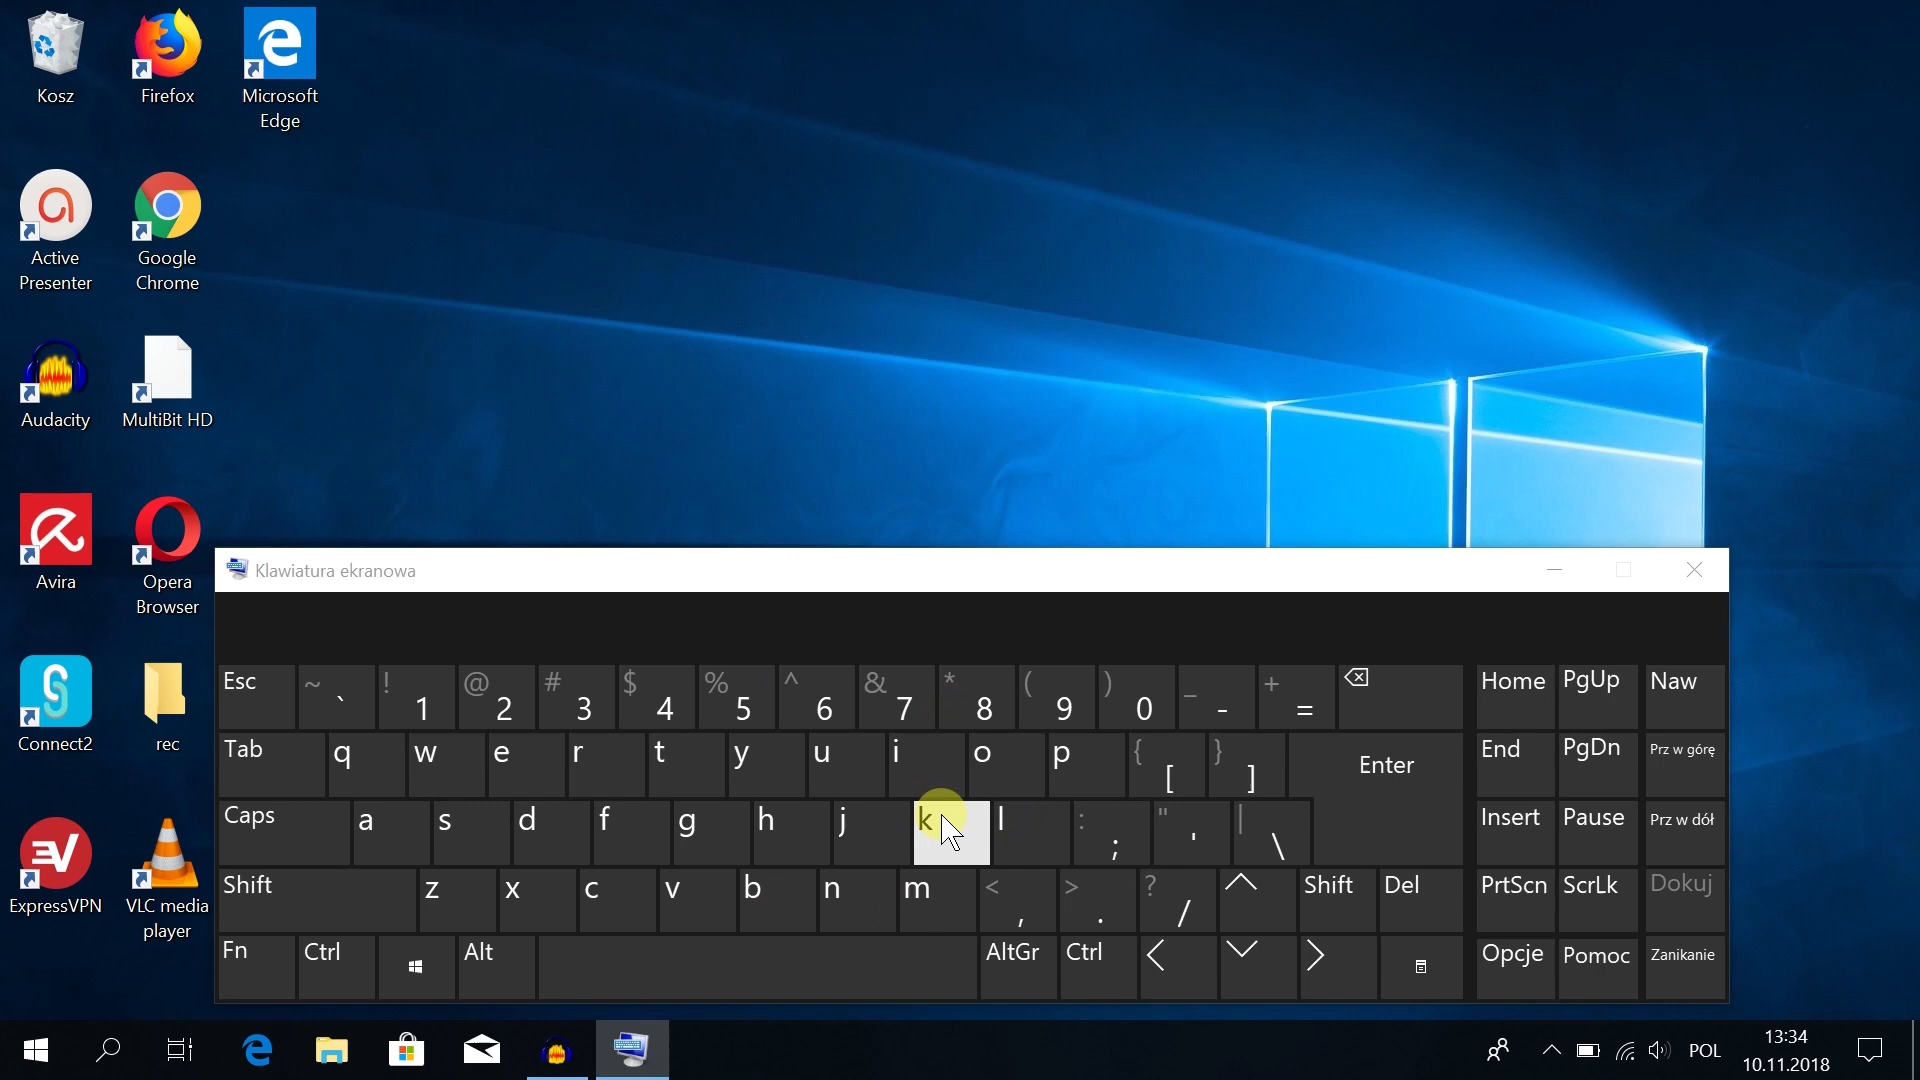 Kosz
Firefox
Microsoft
Edge
Active
Presenter
Google
Chrome
Audacity
MultiBit HD
Avira
Opera
Browser
Connect2
rec
ExpressVPN
VLC media
player
Klawiatura ekranowa
Esc ~ ` ! 1 @ 2 # 3 $ 4 % 5 ^ 6 & 7 * 8 ( 9 ) 0 _ - + = Home PgUp Naw
Tab q w e r t y u i o p { [ } ] Enter End PgDn Prz w górę
Caps a s d f g h j k l : ; " ' | \ Insert Pause Prz w dół
Shift z x c v b n m < , > . ? / Shift Del PrtScn ScrLk Dokuj
Fn Ctrl Alt AltGr Ctrl Opcje Pomoc Zanikanie
POL
13:34
10.11.2018